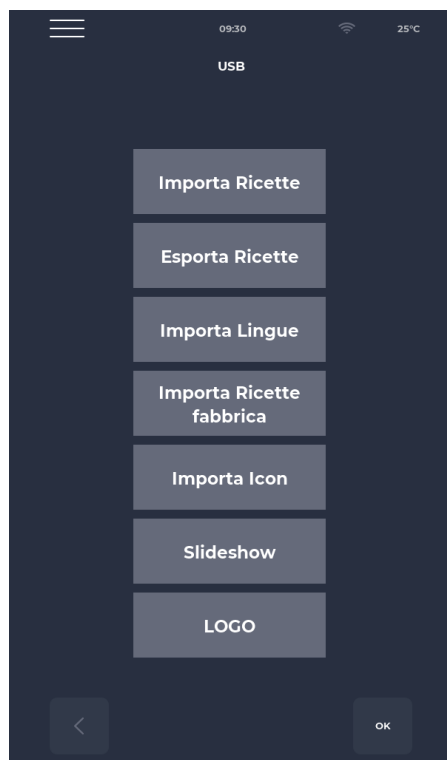 09:30 25°C
USB
Importa Ricette
Esporta Ricette
Importa Lingue
Importa Ricette
fabbrica
Importa Icon
Slideshow
LOGO
OK